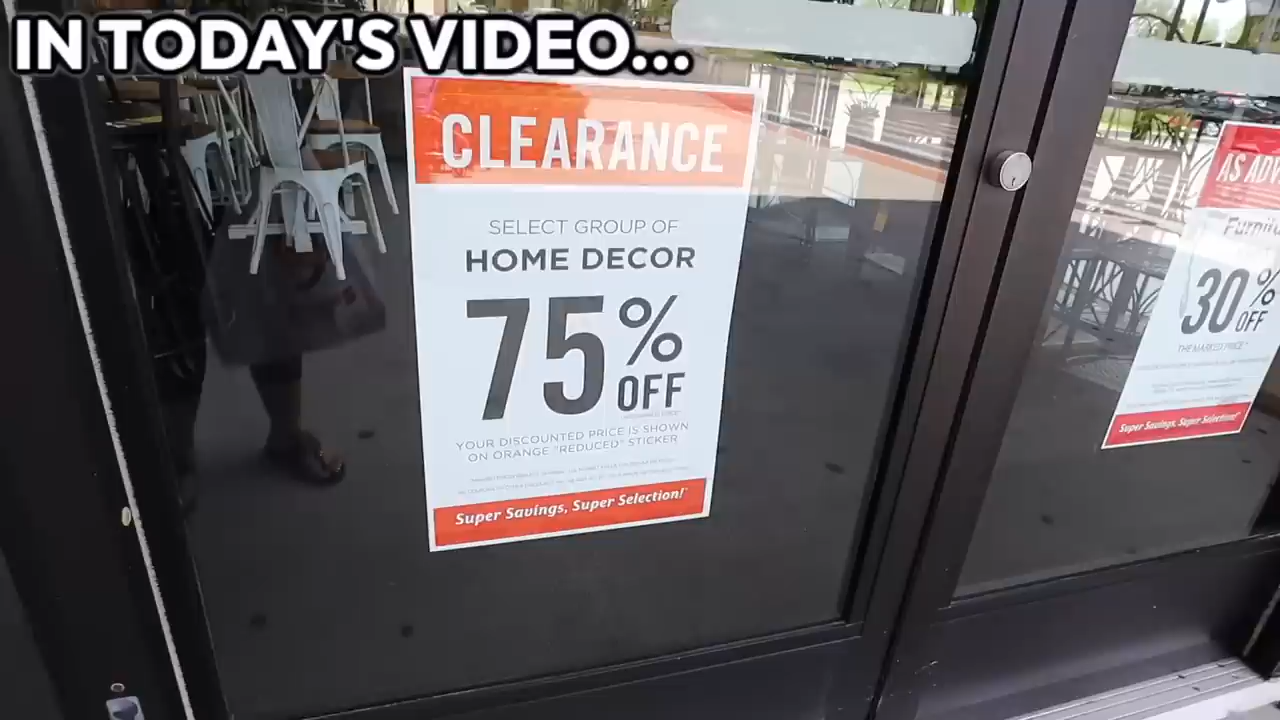 IN TODAY'S VIDEO...
CLEARANCE
SELECT GROUP OF
HOME DECOR
75% OFF
YOUR DISCOUNTED PRICE IS SHOWN
ON ORANGE "REDUCED" STICKER
Super Savings, Super Selection!
AS ADV
Furnitu
30% OFF
THE MARKED PRICE*
Super Savings, Super Selection!